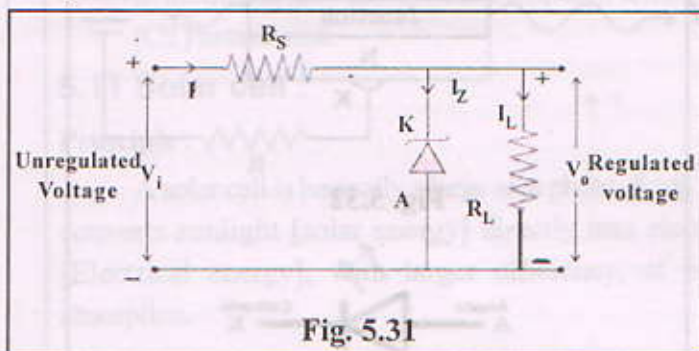 R_S
+
I
+
I_Z
I_L
K
Unregulated
Voltage
V_i
V_o
Regulated
voltage
A
R_L
−
−
Fig. 5.31